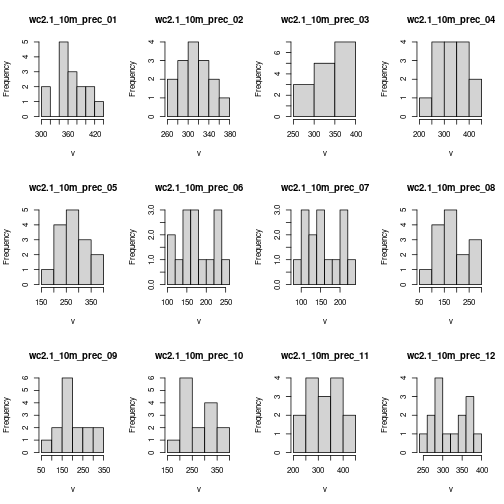 wc2.1_10m_prec_01 wc2.1_10m_prec_02 wc2.1_10m_prec_03 wc2.1_10m_prec_04
Frequency 0 1 2 3 4 5 Frequency 0 1 2 3 4 Frequency 0 2 4 6 Frequency 0 1 2 3 4
300 360 420 260 300 340 380 250 300 350 400 200 300 400
v v v v
wc2.1_10m_prec_05 wc2.1_10m_prec_06 wc2.1_10m_prec_07 wc2.1_10m_prec_08
Frequency 0 1 2 3 4 5 Frequency 0.0 1.0 2.0 3.0 Frequency 0.0 1.0 2.0 3.0 Frequency 0 1 2 3 4 5
150 250 350 100 150 200 250 100 150 200 50 150 250
v v v v
wc2.1_10m_prec_09 wc2.1_10m_prec_10 wc2.1_10m_prec_11 wc2.1_10m_prec_12
Frequency 0 1 2 3 4 5 6 Frequency 0 1 2 3 4 5 6 Frequency 0 1 2 3 4 Frequency 0 1 2 3 4
50 150 250 350 150 250 350 200 300 400 250 300 350 400
v v v v